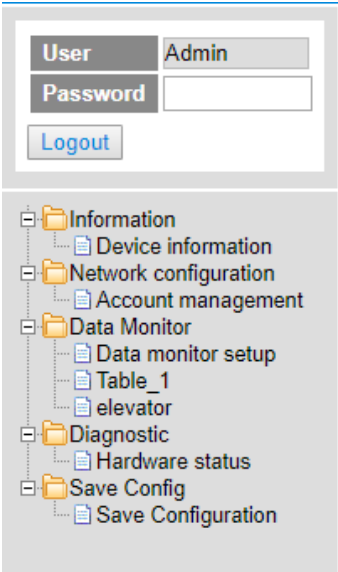 User Admin
Password
Logout
Information
Device information
Network configuration
Account management
Data Monitor
Data monitor setup
Table_1
elevator
Diagnostic
Hardware status
Save Config
Save Configuration